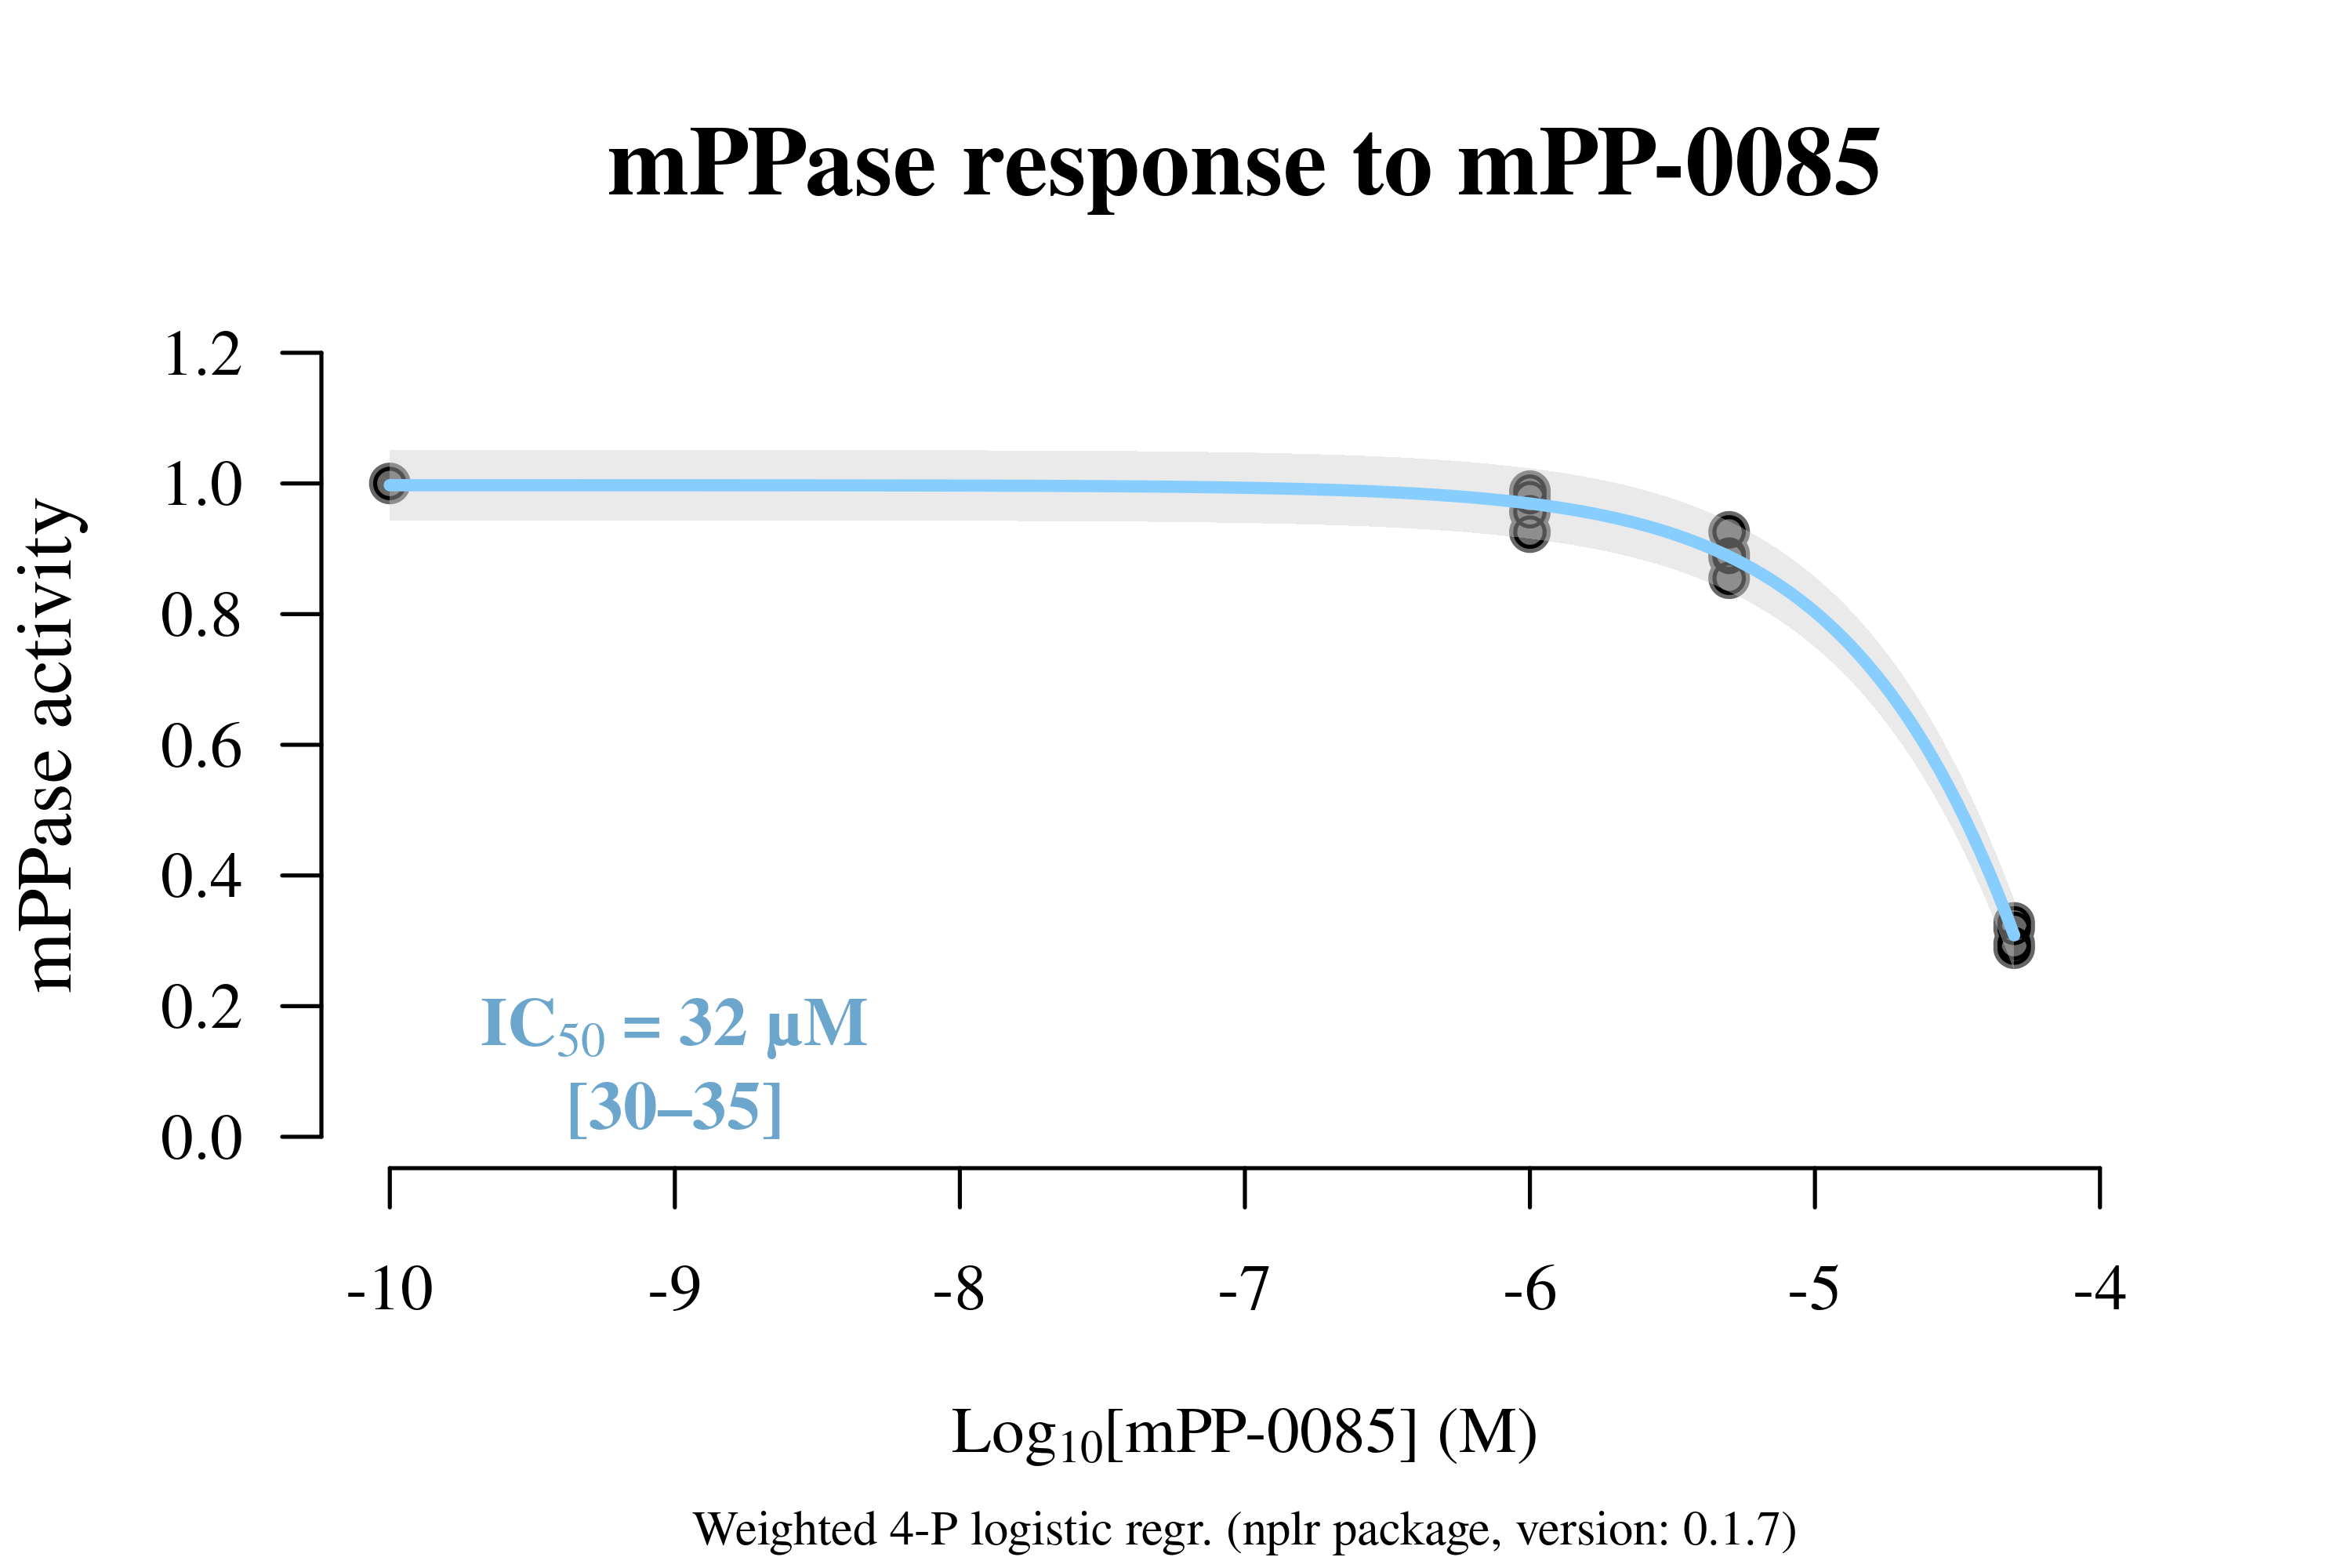 mPPase response to mPP-0085
mPPase activity
1.2
1.0
0.8
0.6
0.4
0.2
0.0
IC50 = 32 µM
[30–35]
-10 -9 -8 -7 -6 -5 -4
Log10[mPP-0085] (M)
Weighted 4-P logistic regr. (nplr package, version: 0.1.7)